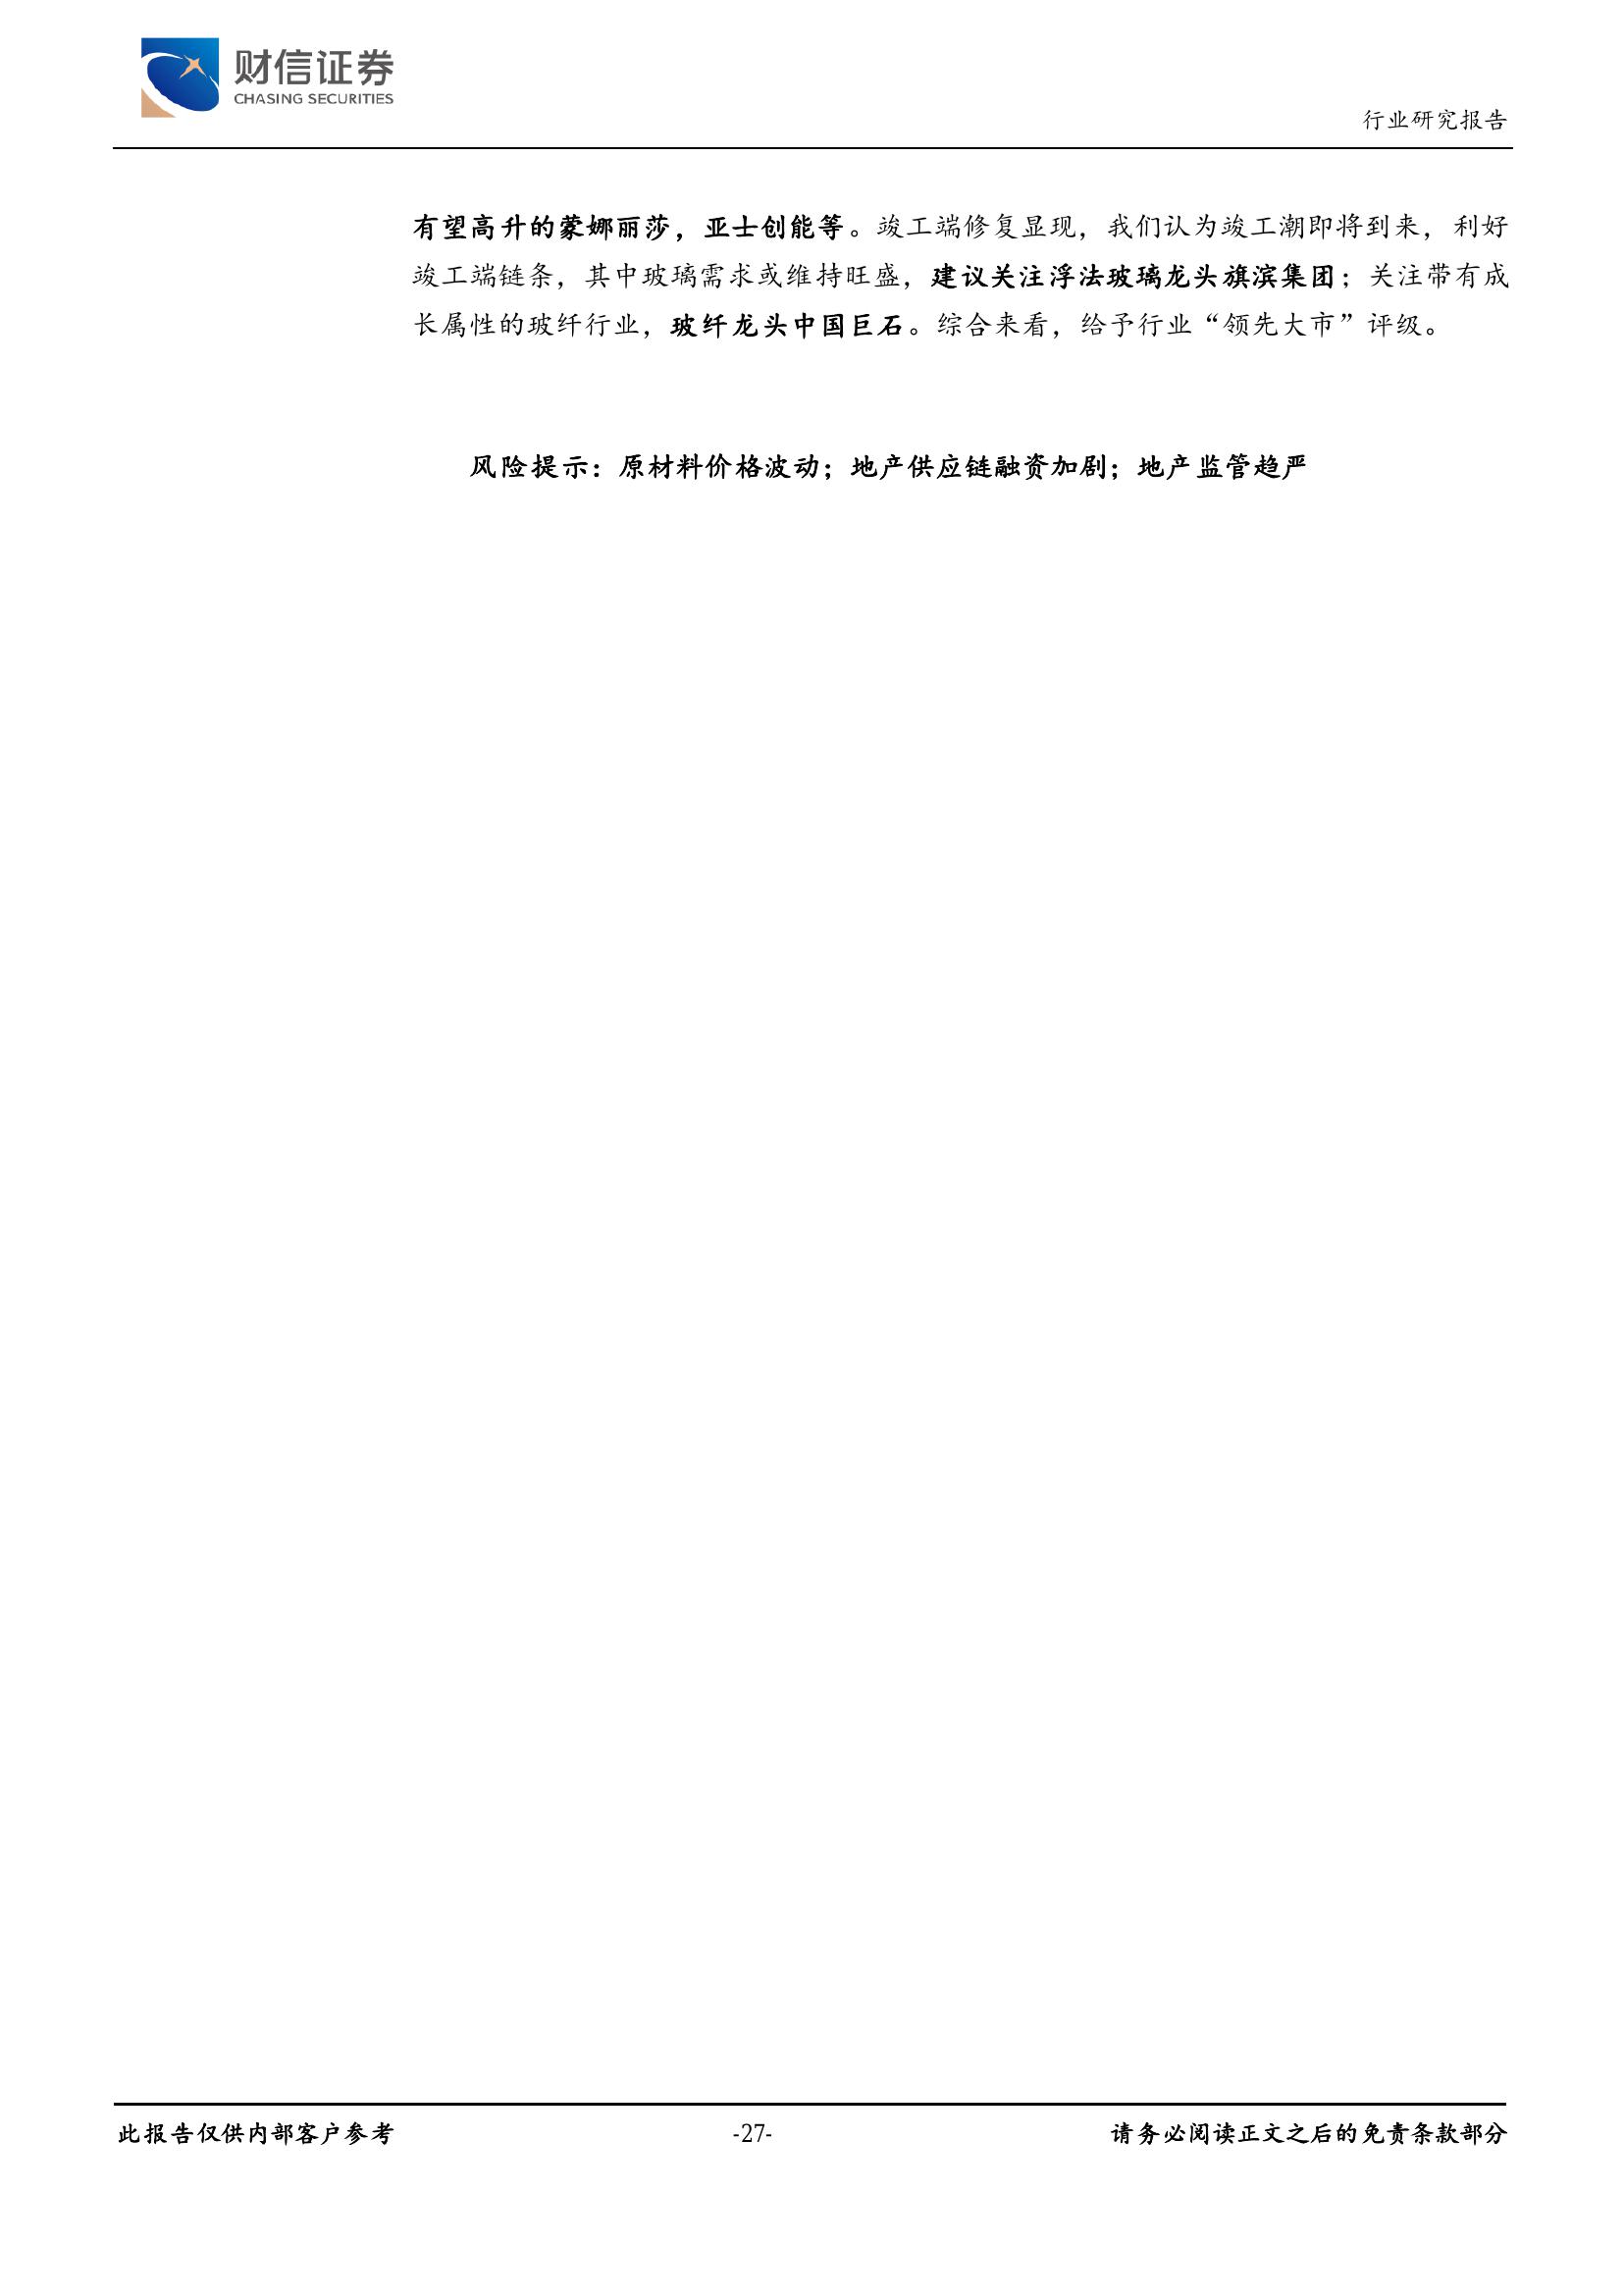 财信证券
CHASING SECURITIES
行业研究报告
有望高升的蒙娜丽莎，亚士创能等。竣工端修复显现，我们认为竣工潮即将到来，利好
竣工端链条，其中玻璃需求或维持旺盛，建议关注浮法玻璃龙头旗滨集团；关注带有成
长属性的玻纤行业，玻纤龙头中国巨石。综合来看，给予行业“领先大市”评级。
风险提示：原材料价格波动；地产供应链融资加剧；地产监管趋严
此报告仅供内部客户参考
-27-
请务必阅读正文之后的免责条款部分